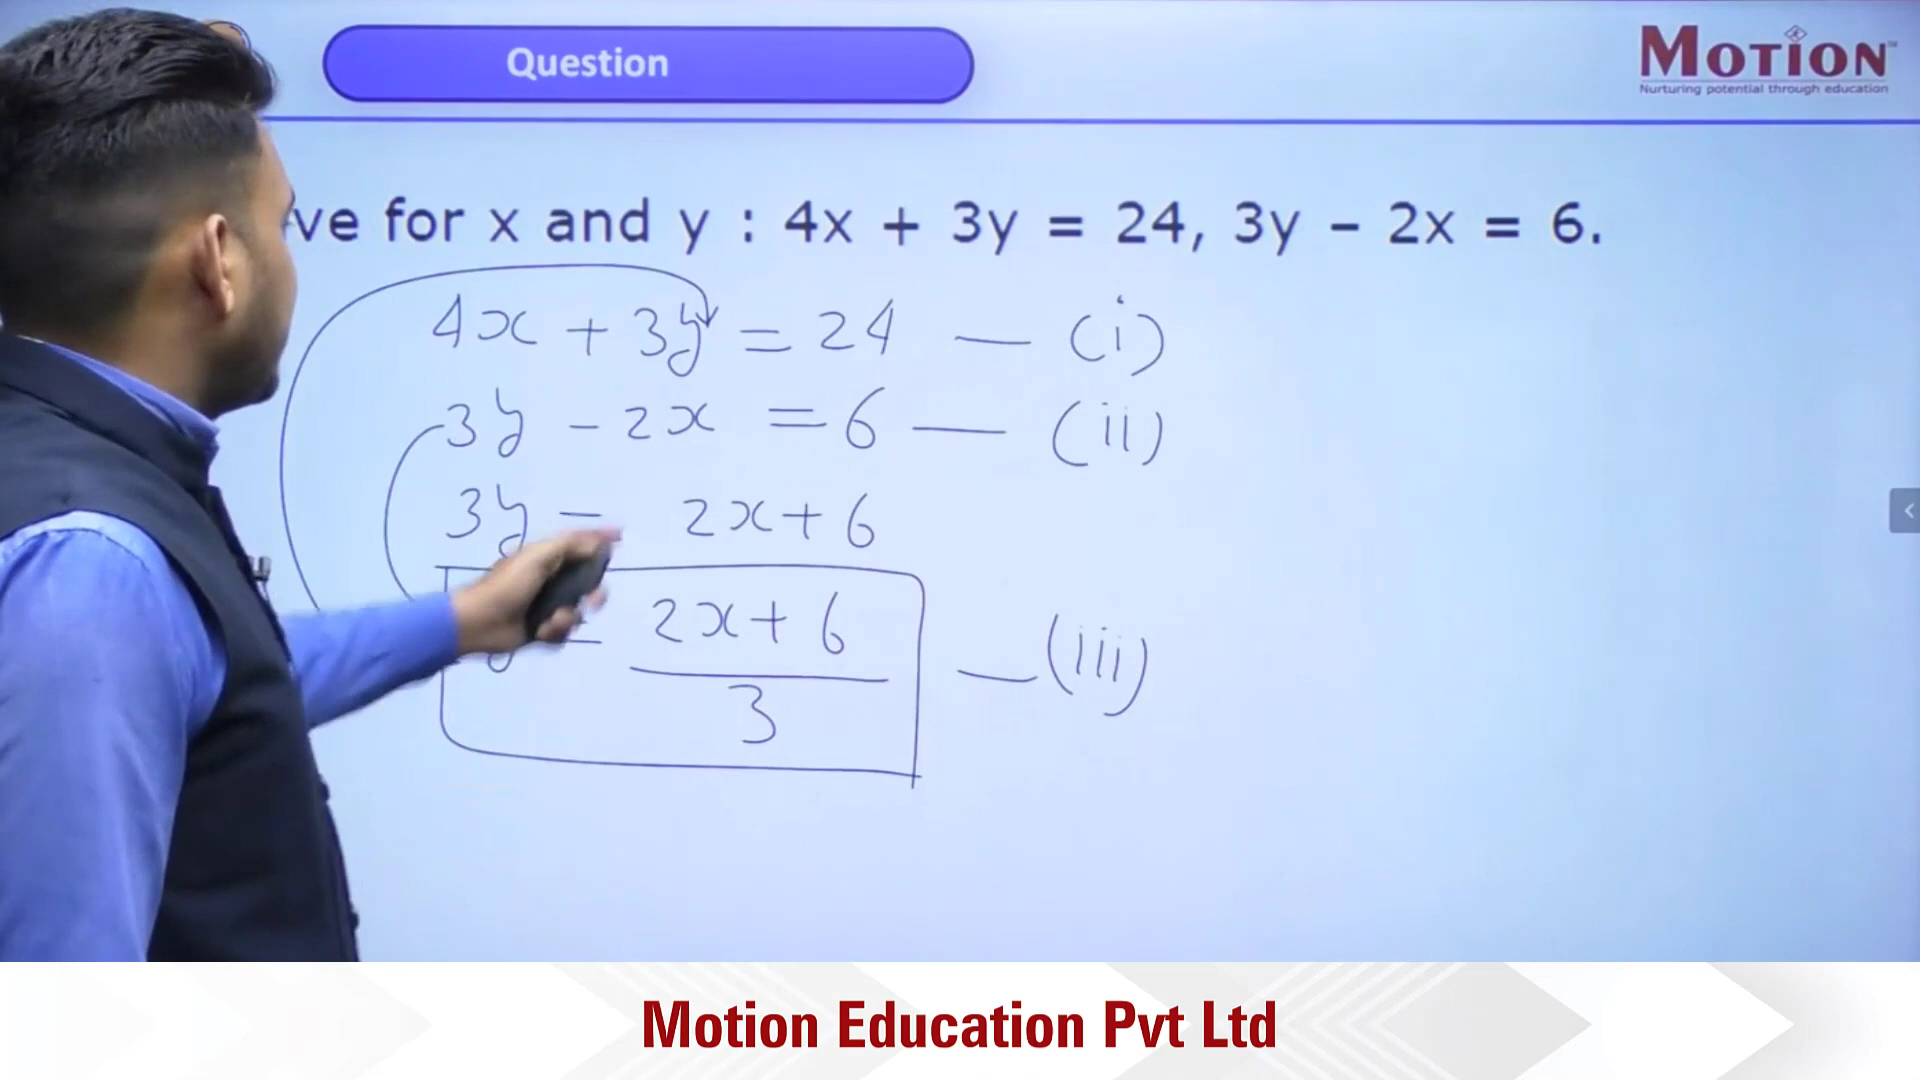 Question
MOTION
Nurturing potential through education
ve for x and y : 4x + 3y = 24, 3y – 2x = 6.
4x + 3y = 24 — (i)
3y - 2x = 6 — (ii)
3y = 2x + 6
y = 2x + 6 — (iii)
3
Motion Education Pvt Ltd